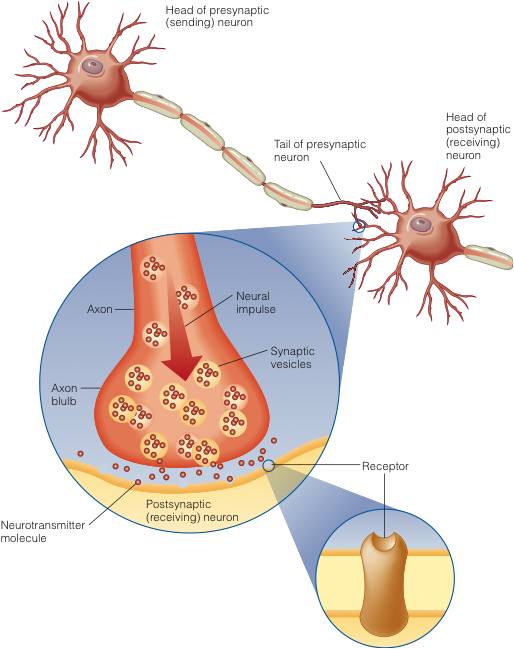 Head of presynaptic
(sending) neuron
Head of
postsynaptic
(receiving)
neuron
Tail of presynaptic
neuron
Axon
Neural
impulse
Synaptic
vesicles
Axon
blulb
Receptor
Postsynaptic
(receiving) neuron
Neurotransmitter
molecule